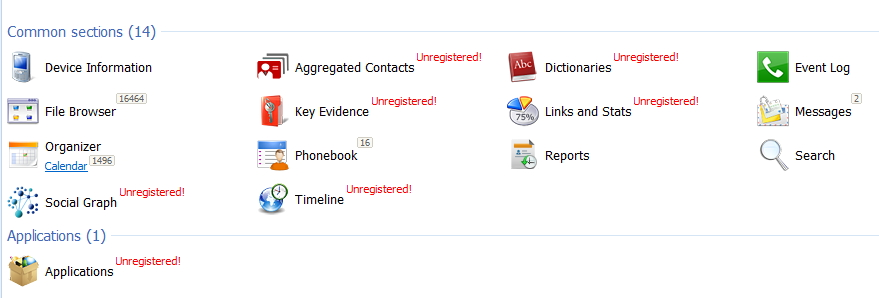 Common sections (14)
Device Information
Aggregated Contacts Unregistered!
Dictionaries Unregistered!
Event Log
File Browser 16464
Key Evidence Unregistered!
Links and Stats Unregistered!
75%
Messages 2
Organizer
Calendar 1496
Phonebook 16
Reports
Search
Social Graph Unregistered!
Timeline Unregistered!
Applications (1)
Applications Unregistered!
Abc